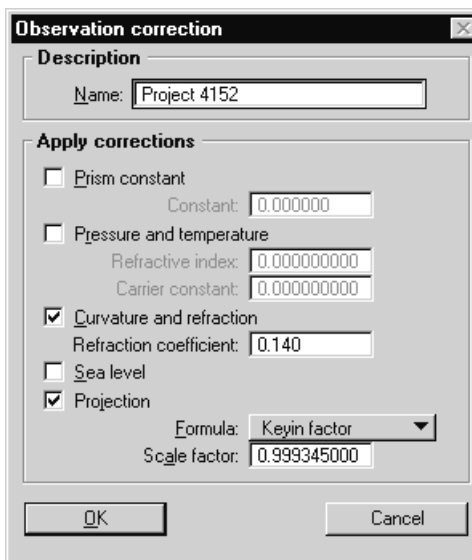 Observation correction
Description
Name: Project 4152
Apply corrections
Prism constant
Constant: 0.000000
Pressure and temperature
Refractive index: 0.000000000
Carrier constant: 0.000000000
Curvature and refraction
Refraction coefficient: 0.140
Sea level
Projection
Formula: Keyin factor
Scale factor: 0.999345000
OK Cancel